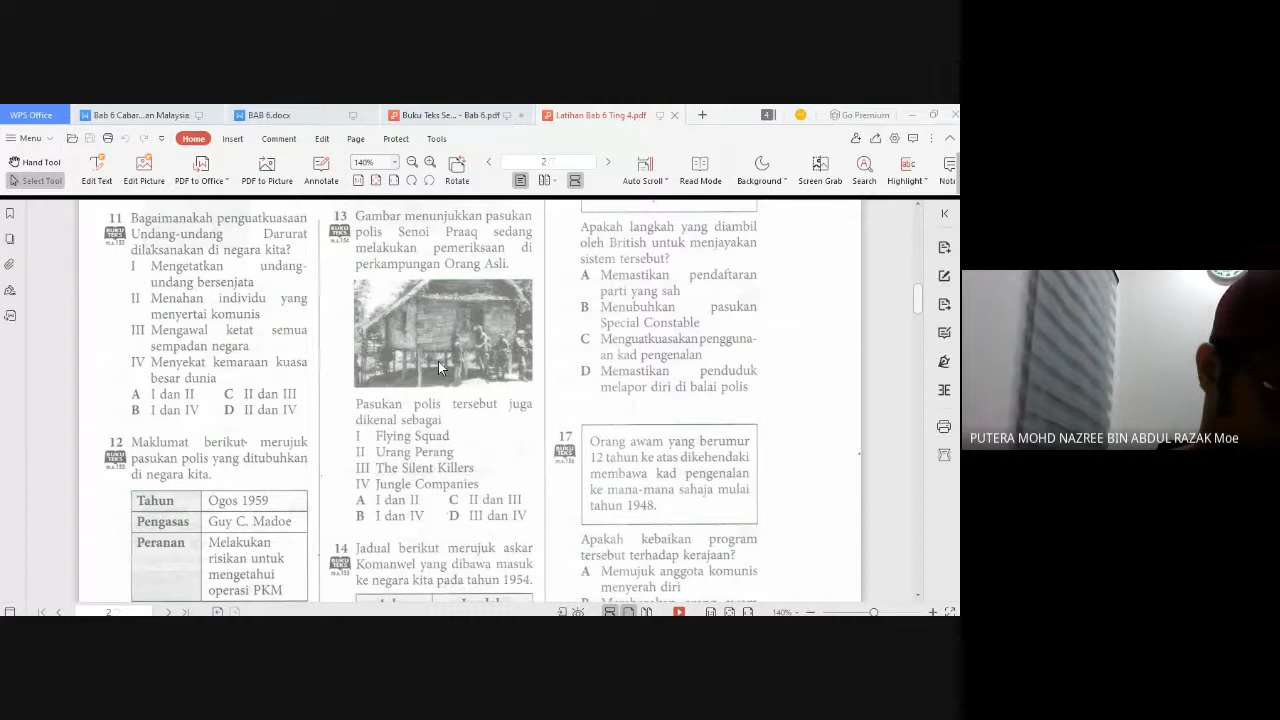 WPS Office
Bab 6 Cabar...an Malaysia
BAB 6.docx
Buku Teks Se... - Bab 6.pdf
Latihan Bab 6 Ting 4.pdf
4
Go Premium
Menu
Home
Insert
Comment
Edit
Page
Protect
Tools
Hand Tool
Select Tool
Edit Text
Edit Picture
PDF to Office
PDF to Picture
Annotate
140%
Rotate
2/7
Auto Scroll
Read Mode
Background
Screen Grab
Search
Highlight
Not
11 Bagaimanakah penguatkuasaan
Undang-undang Darurat
dilaksanakan di negara kita?
I Mengetatkan undang-
undang bersenjata
II Menahan individu yang
menyertai komunis
III Mengawal ketat semua
sempadan negara
IV Menyekat kemaraan kuasa
besar dunia
A I dan II C II dan III
B I dan IV D II dan IV
12 Maklumat berikut merujuk
pasukan polis yang ditubuhkan
di negara kita.
Tahun Ogos 1959
Pengasas Guy C. Madoe
Peranan Melakukan
risikan untuk
mengetahui
operasi PKM
13 Gambar menunjukkan pasukan
polis Senoi Praaq sedang
melakukan pemeriksaan di
perkampungan Orang Asli.
Pasukan polis tersebut juga
dikenal sebagai
I Flying Squad
II Urang Perang
III The Silent Killers
IV Jungle Companies
A I dan II C II dan III
B I dan IV D III dan IV
14 Jadual berikut merujuk askar
Komanwel yang dibawa masuk
ke negara kita pada tahun 1954.
Apakah langkah yang diambil
oleh British untuk menjayakan
sistem tersebut?
A Memastikan pendaftaran
parti yang sah
B Menubuhkan pasukan
Special Constable
C Menguatkuasakan pengguna-
an kad pengenalan
D Memastikan penduduk
melapor diri di balai polis
17 Orang awam yang berumur
12 tahun ke atas dikehendaki
membawa kad pengenalan
ke mana-mana sahaja mulai
tahun 1948.
Apakah kebaikan program
tersebut terhadap kerajaan?
A Memujuk anggota komunis
menyerah diri
140%
PUTERA MOHD NAZREE BIN ABDUL RAZAK Moe